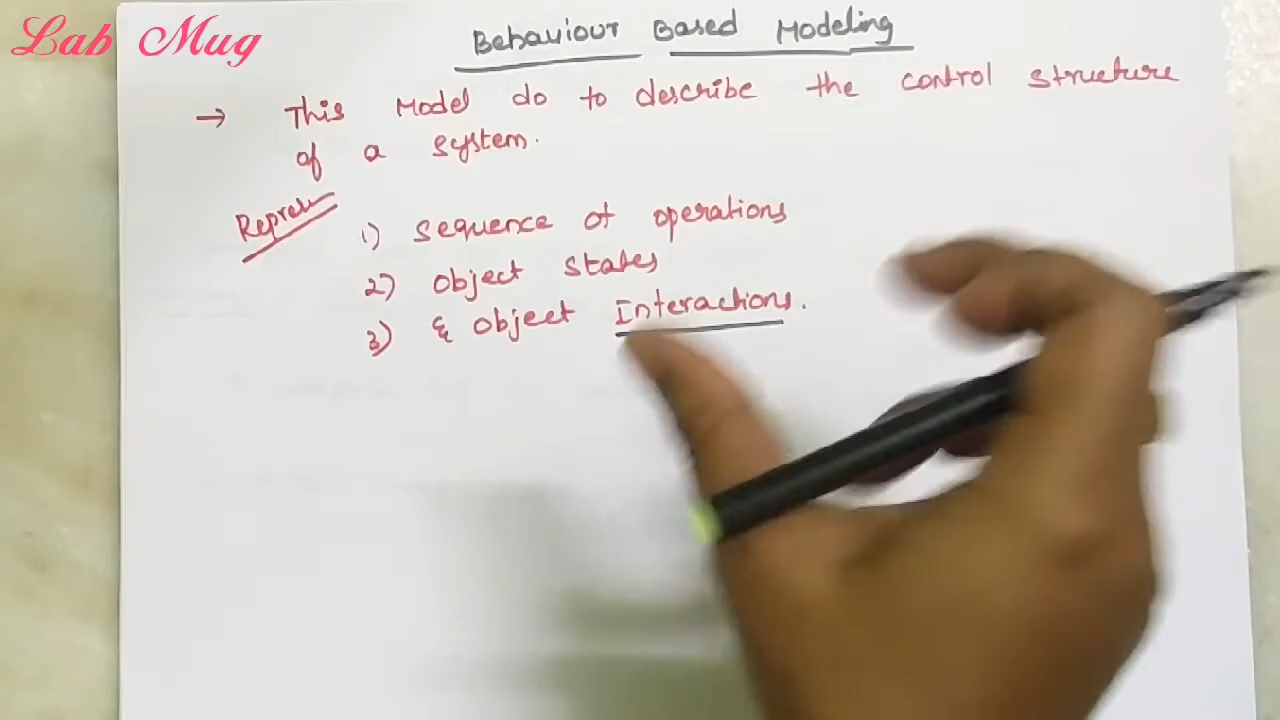 Lab Mug
Behaviour Based Modeling
→ This Model do to describe the control structure
of a system.
Repres
1) Sequence of operations
2) Object States
3) & Object Interactions.